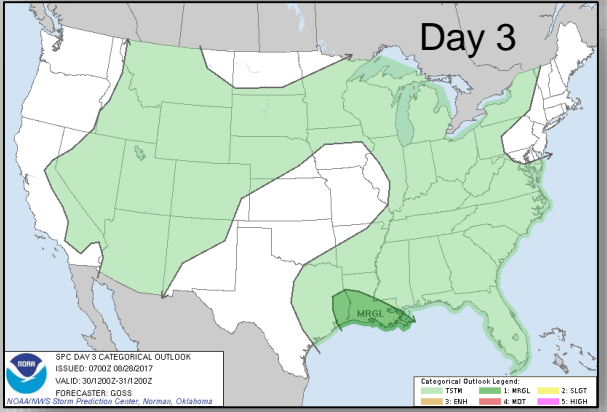 Day 3
MRGL
NOAA
SPC DAY 3 CATEGORICAL OUTLOOK
ISSUED: 0700Z 08/28/2017
VALID: 30/1200Z-31/1200Z
FORECASTER: GOSS
NOAA/NWS Storm Prediction Center, Norman, Oklahoma
Categorical Outlook Legend:
TSTM 1: MRGL 2: SLGT
3: ENH 4: MDT 5: HIGH